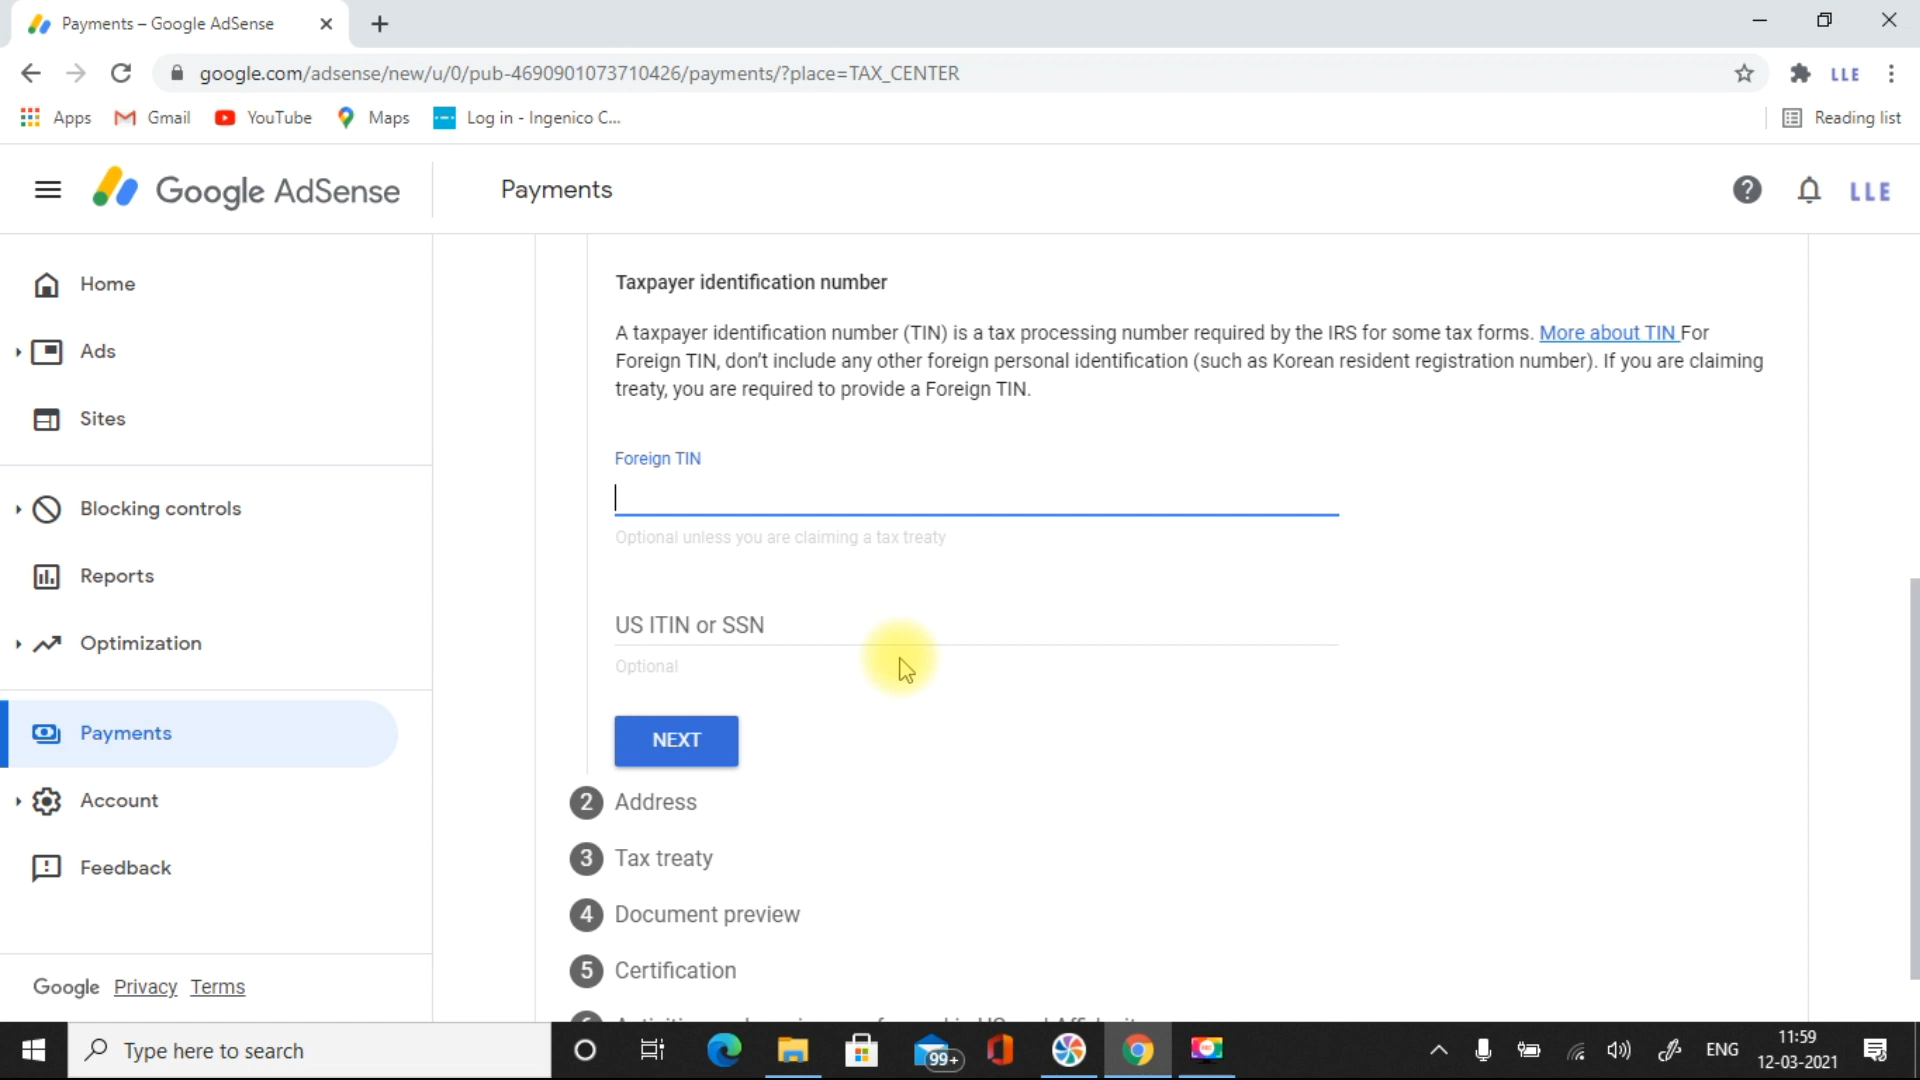 Payments – Google AdSense
google.com/adsense/new/u/0/pub-4690901073710426/payments/?place=TAX_CENTER
LLE
Apps
Gmail
YouTube
Maps
Log in - Ingenico C...
Reading list
Google AdSense
Payments
LLE
Home
Ads
Sites
Blocking controls
Reports
Optimization
Payments
Account
Feedback
Google Privacy Terms
Taxpayer identification number
A taxpayer identification number (TIN) is a tax processing number required by the IRS for some tax forms. More about TIN For
Foreign TIN, don't include any other foreign personal identification (such as Korean resident registration number). If you are claiming
treaty, you are required to provide a Foreign TIN.
Foreign TIN
Optional unless you are claiming a tax treaty
US ITIN or SSN
Optional
NEXT
2 Address
3 Tax treaty
4 Document preview
5 Certification
Type here to search
99+
ENG
11:59
12-03-2021